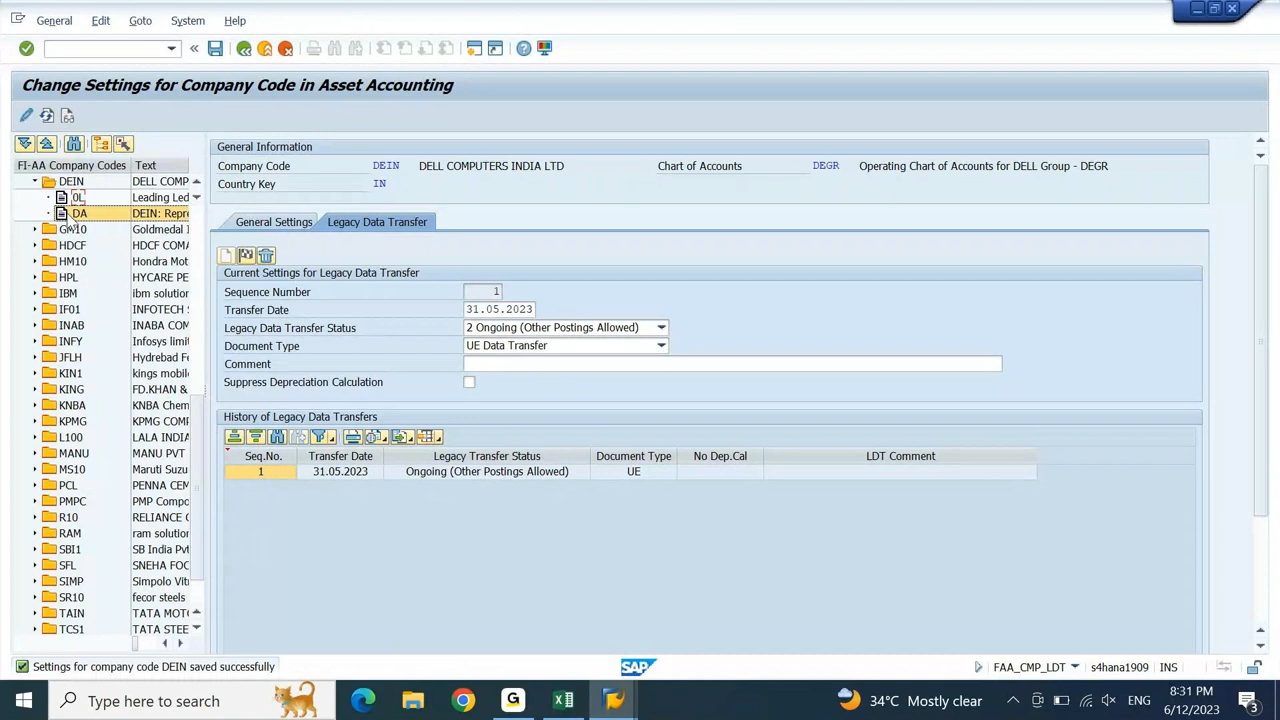 General Edit Goto System Help
Change Settings for Company Code in Asset Accounting
FI-AA Company Codes Text
DEIN DELL COMP
0L Leading Led
DA DEIN: Repre
GM10 Goldmedal I
HDCF HDCF COMA
HM10 Hondra Mot
HPL HYCARE PE
IBM ibm solution
IF01 INFOTECH S
INAB INABA COM
INFY Infosys limit
JFLH Hydrebad Fe
KIN1 kings mobile
KING FD.KHAN &
KNBA KNBA Chem
KPMG KPMG COMP
L100 LALA INDIA
MANU MANU PVT
MS10 Maruti Suzu
PCL PENNA CEM
PMPC PMP Compo
R10 RELIANCE C
RAM ram solution
SBI1 SB India Pvt
SFL SNEHA FOO
SIMP Simpolo Vitr
SR10 fecor steels
TAIN TATA MOTO
TCS1 TATA STEE
General Information
Company Code DEIN DELL COMPUTERS INDIA LTD Chart of Accounts DEGR Operating Chart of Accounts for DELL Group - DEGR
Country Key IN
General Settings Legacy Data Transfer
Current Settings for Legacy Data Transfer
Sequence Number 1
Transfer Date 31.05.2023
Legacy Data Transfer Status 2 Ongoing (Other Postings Allowed)
Document Type UE Data Transfer
Comment
Suppress Depreciation Calculation
History of Legacy Data Transfers
Seq.No. Transfer Date Legacy Transfer Status Document Type No Dep.Cal LDT Comment
1 31.05.2023 Ongoing (Other Postings Allowed) UE
Settings for company code DEIN saved successfully SAP FAA_CMP_LDT s4hana1909 INS
Type here to search G 34°C Mostly clear ENG 8:31 PM
6/12/2023 3